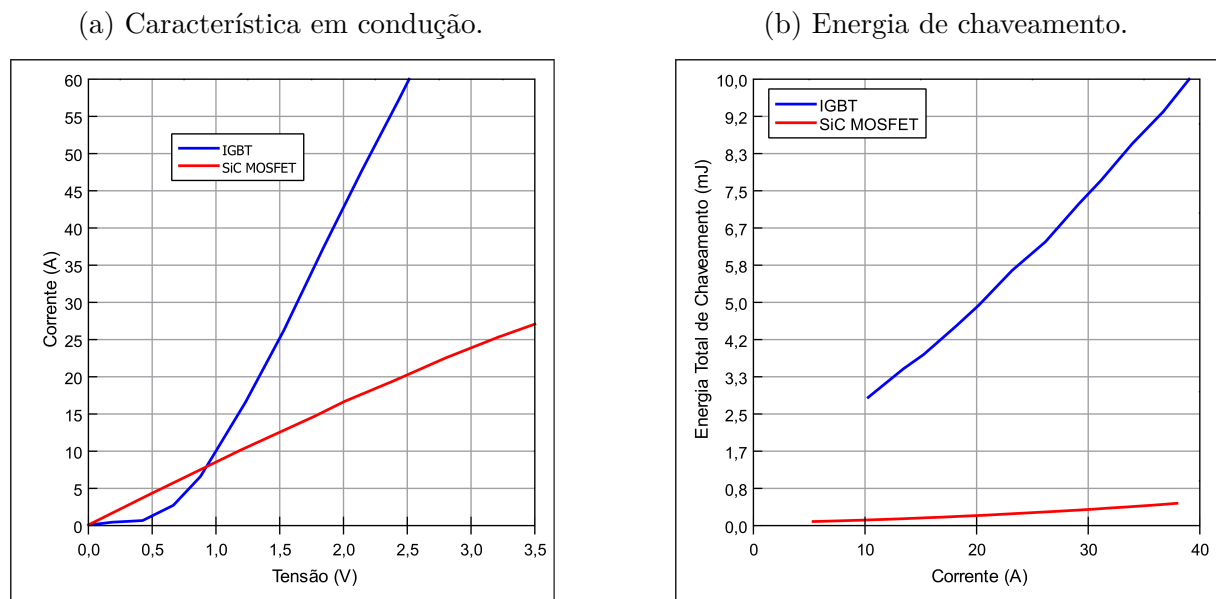 (a) Característica em condução.
60
55
50
45
40
35
30
25
20
15
10
5
0
Corrente (A)
IGBT
SiC MOSFET
0,0 0,5 1,0 1,5 2,0 2,5 3,0 3,5
Tensão (V)
(b) Energia de chaveamento.
10,0
9,2
8,3
7,5
6,7
5,8
5,0
4,2
3,3
2,5
1,7
0,8
0,0
Energia Total de Chaveamento (mJ)
IGBT
SiC MOSFET
0 10 20 30 40
Corrente (A)